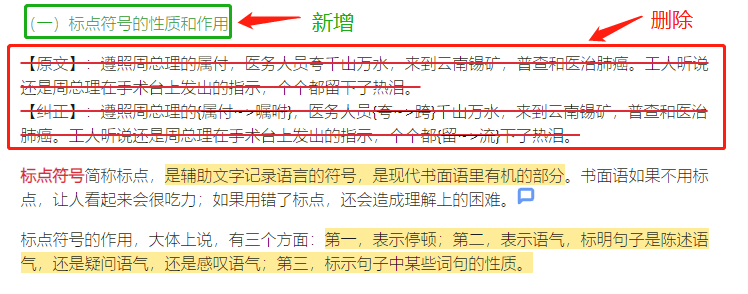 （一）标点符号的性质和作用
新增
删除
【原文】：遵照周总理的属付，医务人员夸千山万水，来到云南锡矿，普查和医治肺癌。王人听说
还是周总理在手术台上发出的指示，个个都留下了热泪。
【纠正】：遵照周总理的{属付~>嘱咐}，医务人员{夸~>跨}千山万水，来到云南锡矿，普查和医治
肺癌。王人听说还是周总理在手术台上发出的指示，个个都{留~>流}下了热泪。
标点符号简称标点，是辅助文字记录语言的符号，是现代书面语里有机的部分。书面语如果不用标
点，让人看起来会很吃力；如果用错了标点，还会造成理解上的困难。
标点符号的作用，大体上说，有三个方面：第一，表示停顿；第二，表示语气，标明句子是陈述语
气，还是疑问语气，还是感叹语气；第三，标示句子中某些词句的性质。